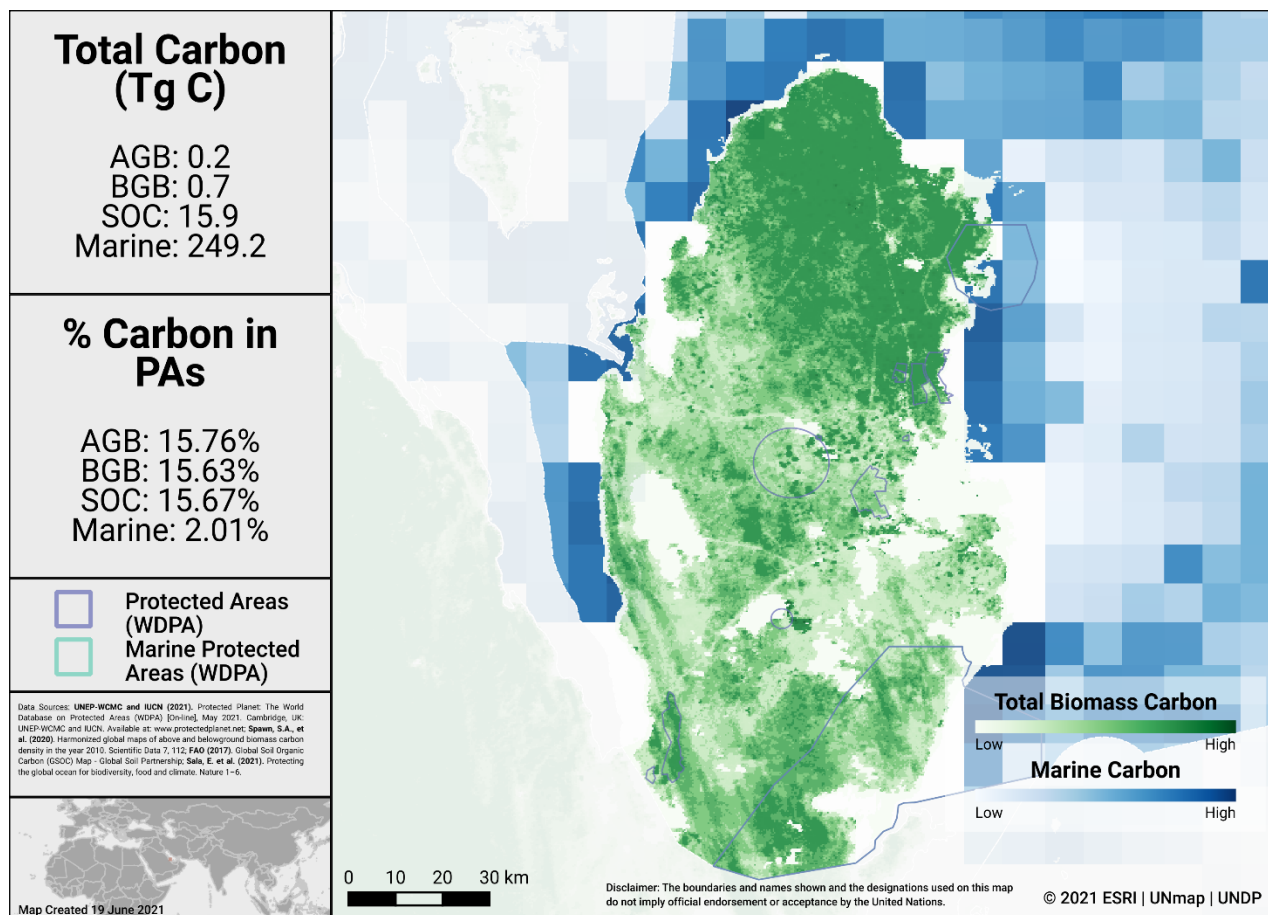 Total Carbon
(Tg C)
AGB: 0.2
BGB: 0.7
SOC: 15.9
Marine: 249.2
% Carbon in
PAs
AGB: 15.76%
BGB: 15.63%
SOC: 15.67%
Marine: 2.01%
Protected Areas
(WDPA)
Marine Protected
Areas (WDPA)
Data Sources: UNEP-WCMC and IUCN (2021). Protected Planet: The World
Database on Protected Areas (WDPA) [On-line], May 2021. Cambridge, UK:
UNEP-WCMC and IUCN. Available at: www.protectedplanet.net; Spawn, S.A., et
al. (2020). Harmonized global maps of above and belowground biomass carbon
density in the year 2010. Scientific Data 7, 112; FAO (2017). Global Soil Organic
Carbon (GSOC) Map - Global Soil Partnership; Sala, E. et al. (2021). Protecting
the global ocean for biodiversity, food and climate. Nature 1–6.
Map Created 19 June 2021
0 10 20 30 km
Disclaimer: The boundaries and names shown and the designations used on this map
do not imply official endorsement or acceptance by the United Nations.
Total Biomass Carbon
Low High
Marine Carbon
Low High
© 2021 ESRI | UNmap | UNDP